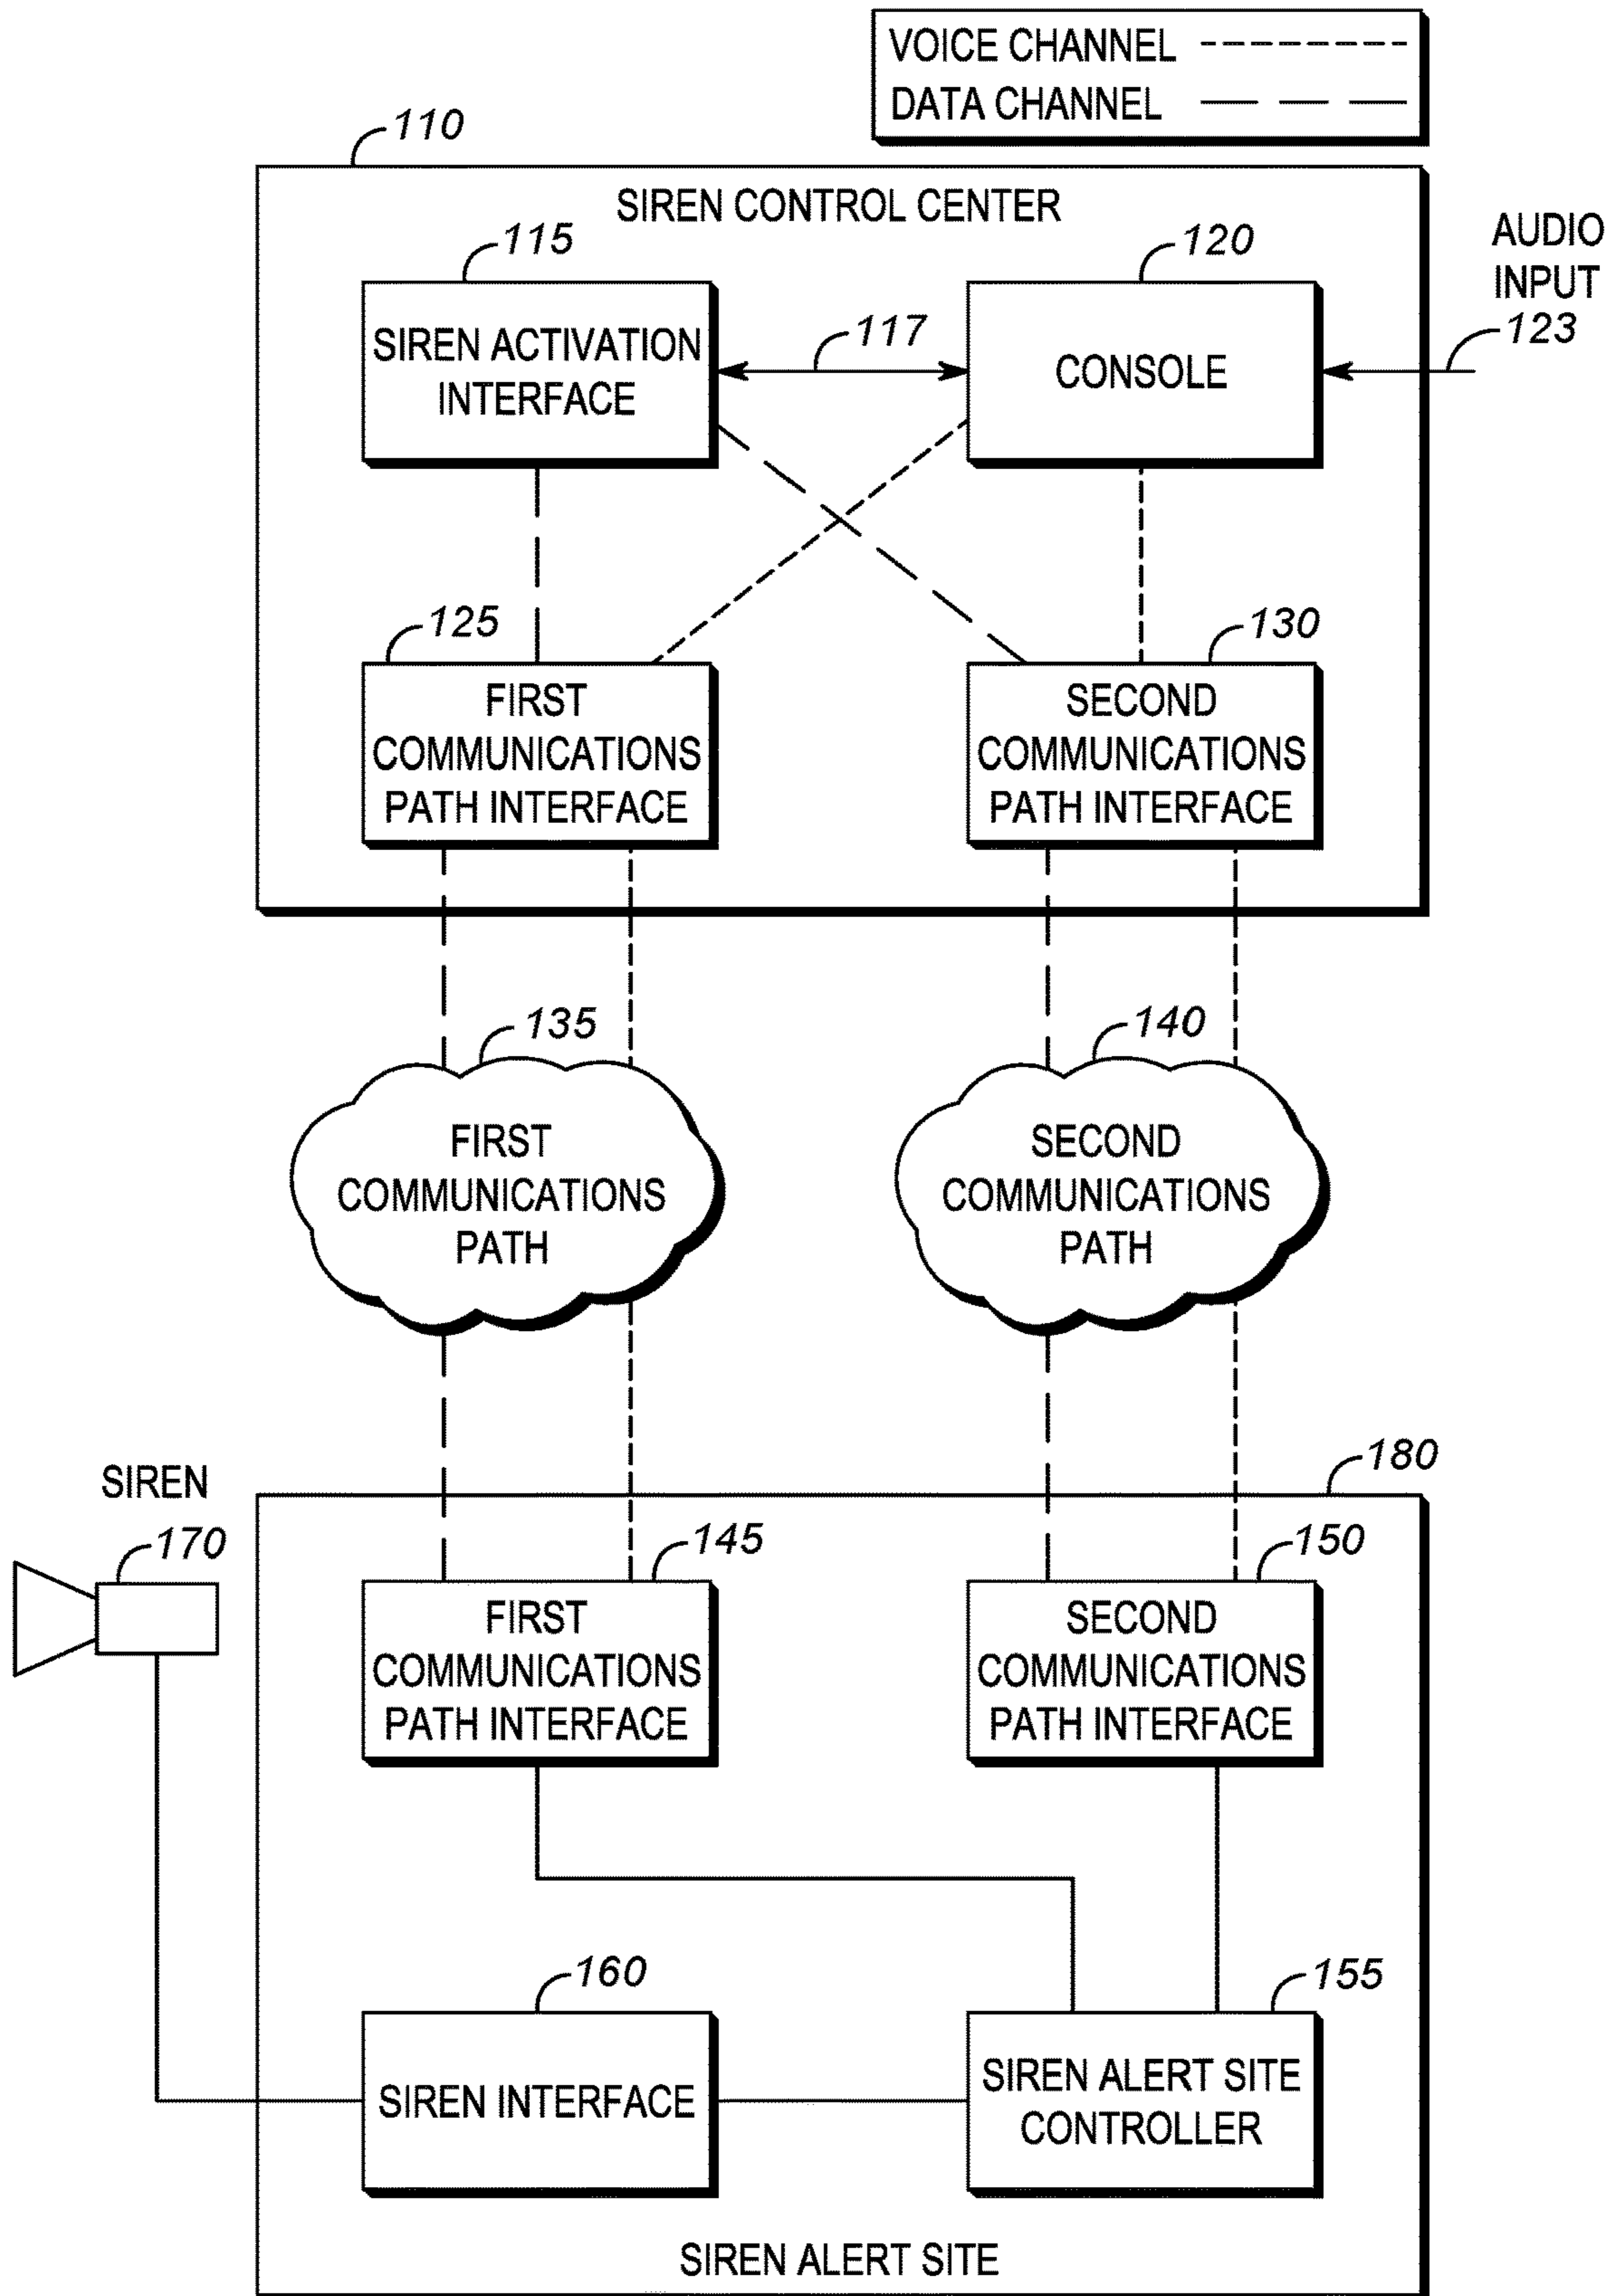 VOICE CHANNEL
DATA CHANNEL
110
SIREN CONTROL CENTER
115
120
AUDIO
INPUT
123
SIREN ACTIVATION
INTERFACE
117
CONSOLE
125
130
FIRST
COMMUNICATIONS
PATH INTERFACE
SECOND
COMMUNICATIONS
PATH INTERFACE
135
140
FIRST
COMMUNICATIONS
PATH
SECOND
COMMUNICATIONS
PATH
180
SIREN
170
145
150
FIRST
COMMUNICATIONS
PATH INTERFACE
SECOND
COMMUNICATIONS
PATH INTERFACE
160
155
SIREN INTERFACE
SIREN ALERT SITE
CONTROLLER
SIREN ALERT SITE